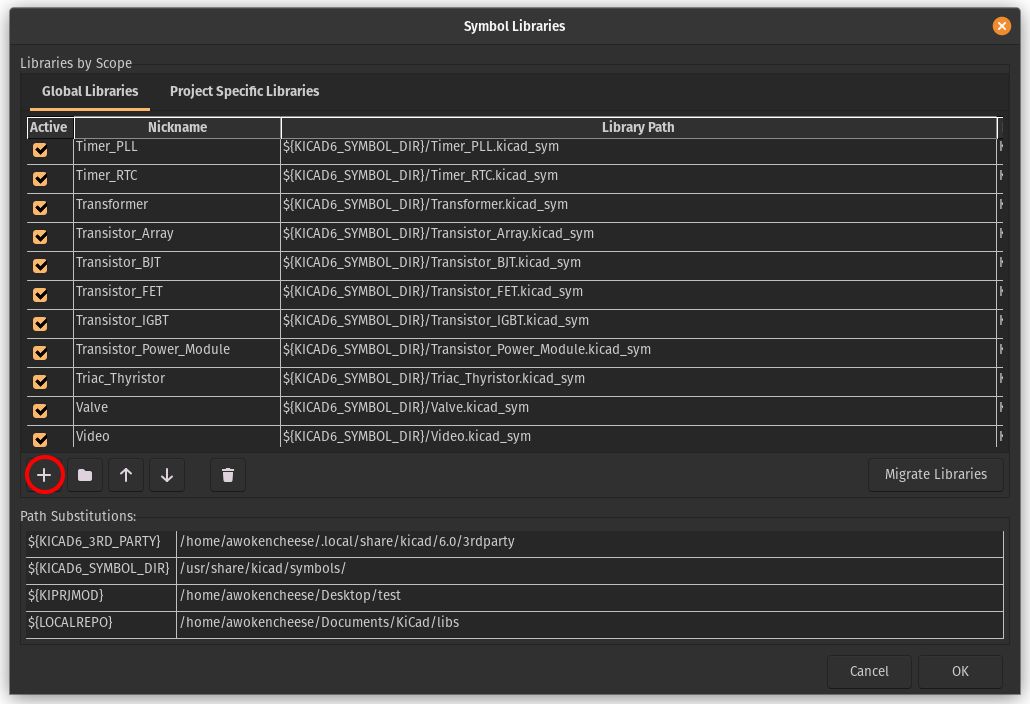 Symbol Libraries
Libraries by Scope
Global Libraries Project Specific Libraries
Active Nickname Library Path
Timer_PLL ${KICAD6_SYMBOL_DIR}/Timer_PLL.kicad_sym
Timer_RTC ${KICAD6_SYMBOL_DIR}/Timer_RTC.kicad_sym
Transformer ${KICAD6_SYMBOL_DIR}/Transformer.kicad_sym
Transistor_Array ${KICAD6_SYMBOL_DIR}/Transistor_Array.kicad_sym
Transistor_BJT ${KICAD6_SYMBOL_DIR}/Transistor_BJT.kicad_sym
Transistor_FET ${KICAD6_SYMBOL_DIR}/Transistor_FET.kicad_sym
Transistor_IGBT ${KICAD6_SYMBOL_DIR}/Transistor_IGBT.kicad_sym
Transistor_Power_Module ${KICAD6_SYMBOL_DIR}/Transistor_Power_Module.kicad_sym
Triac_Thyristor ${KICAD6_SYMBOL_DIR}/Triac_Thyristor.kicad_sym
Valve ${KICAD6_SYMBOL_DIR}/Valve.kicad_sym
Video ${KICAD6_SYMBOL_DIR}/Video.kicad_sym
Migrate Libraries
Path Substitutions:
${KICAD6_3RD_PARTY} /home/awokencheese/.local/share/kicad/6.0/3rdparty
${KICAD6_SYMBOL_DIR} /usr/share/kicad/symbols/
${KIPRJMOD} /home/awokencheese/Desktop/test
${LOCALREPO} /home/awokencheese/Documents/KiCad/libs
Cancel OK